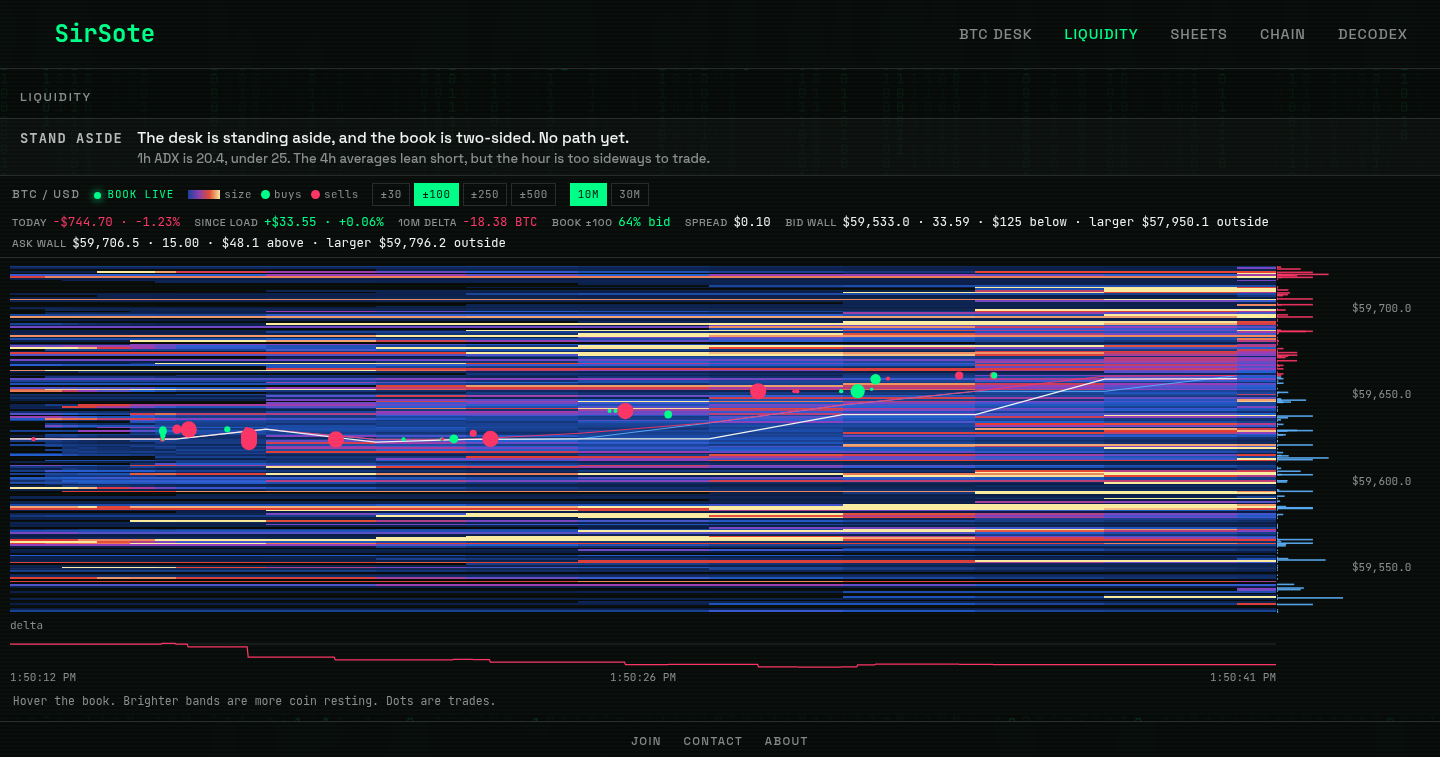 SirSote
BTC DESK LIQUIDITY SHEETS CHAIN DECODEX
LIQUIDITY
STAND ASIDE The desk is standing aside, and the book is two-sided. No path yet.
1h ADX is 20.4, under 25. The 4h averages lean short, but the hour is too sideways to trade.
BTC / USD BOOK LIVE size buys sells ±30 ±100 ±250 ±500 10M 30M
TODAY -$744.70 · -1.23% SINCE LOAD +$33.55 · +0.06% 10M DELTA -18.38 BTC BOOK ±100 64% bid SPREAD $0.10 BID WALL $59,533.0 · 33.59 · $125 below · larger $57,950.1 outside
ASK WALL $59,706.5 · 15.00 · $48.1 above · larger $59,796.2 outside
$59,700.0
$59,650.0
$59,600.0
$59,550.0
delta
1:50:12 PM 1:50:26 PM 1:50:41 PM
Hover the book. Brighter bands are more coin resting. Dots are trades.
JOIN CONTACT ABOUT